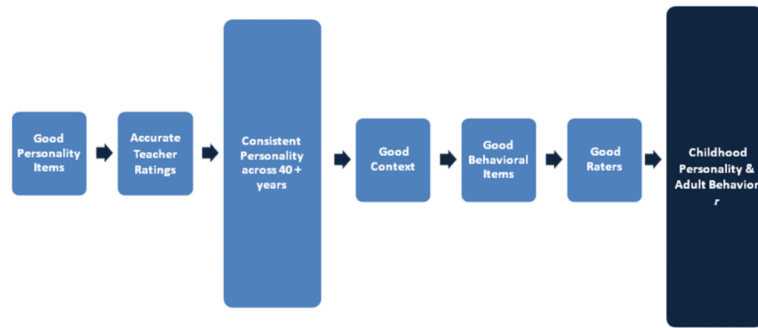 Good
Personality
Items
Accurate
Teacher
Ratings
Consistent
Personality
across 40 +
years
Good
Context
Good
Behavioral
Items
Good
Raters
Childhood
Personality &
Adult Behavior
r